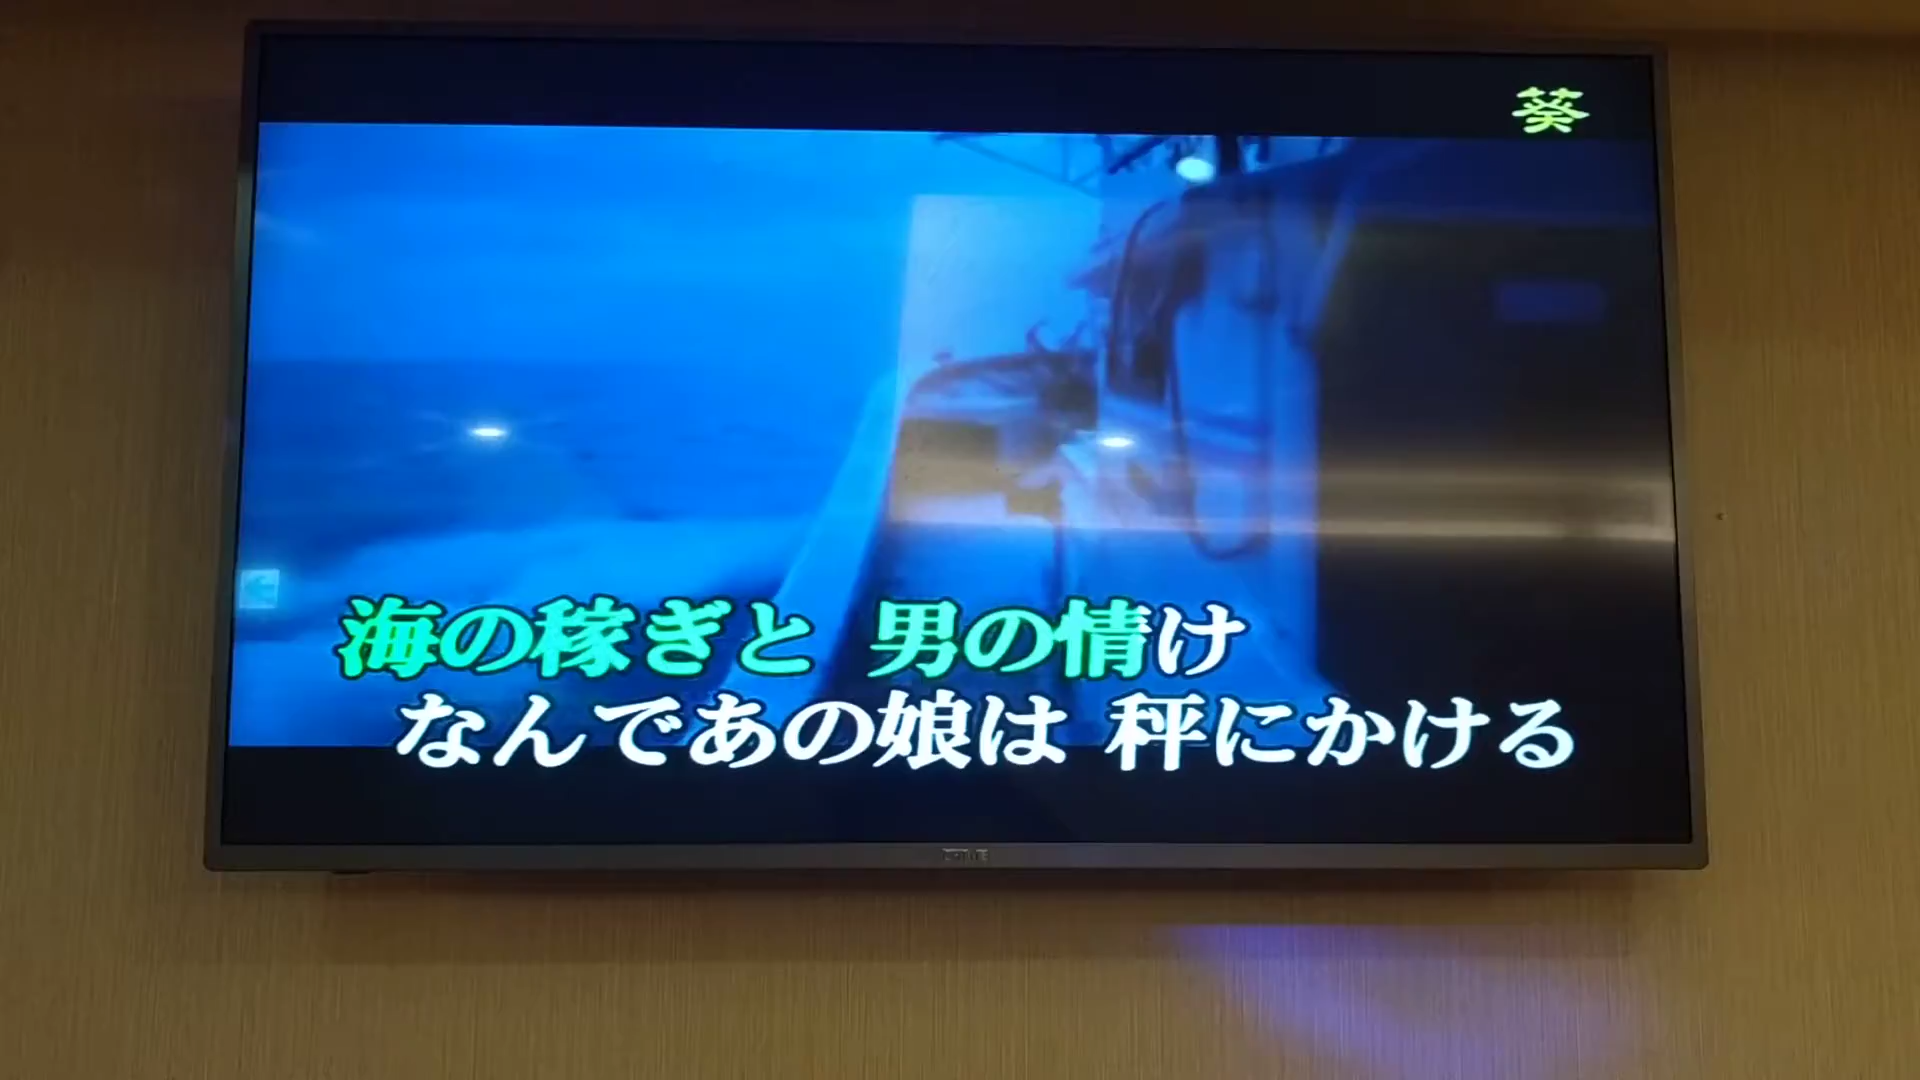 葵
海の稼ぎと 男の情け
なんであの娘は 秤にかける